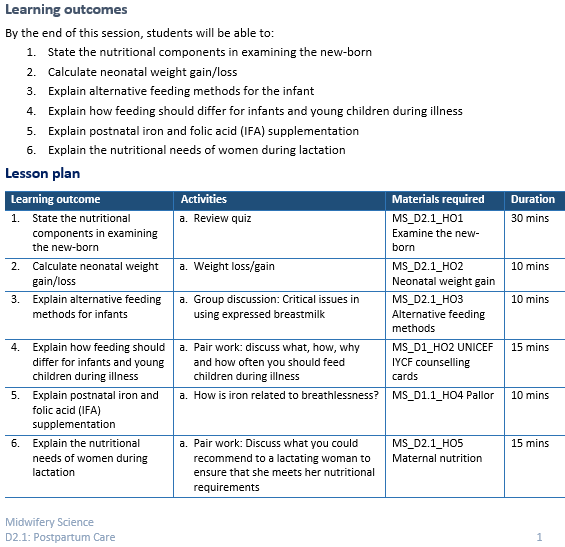 Learning outcomes
By the end of this session, students will be able to:
1. State the nutritional components in examining the new-born
2. Calculate neonatal weight gain/loss
3. Explain alternative feeding methods for the infant
4. Explain how feeding should differ for infants and young children during illness
5. Explain postnatal iron and folic acid (IFA) supplementation
6. Explain the nutritional needs of women during lactation
Lesson plan
Learning outcome Activities Materials required Duration
1. State the nutritional
components in examining
the new-born
a. Review quiz
MS_D2.1_HO1
Examine the new-
born
30 mins
2. Calculate neonatal weight
gain/loss
a. Weight loss/gain
MS_D2.1_HO2
Neonatal weight gain
10 mins
3. Explain alternative feeding
methods for infants
a. Group discussion: Critical issues in
using expressed breastmilk
MS_D2.1_HO3
Alternative feeding
methods
10 mins
4. Explain how feeding should
differ for infants and young
children during illness
a. Pair work: discuss what, how, why
and how often you should feed
children during illness
MS_D1_HO2 UNICEF
IYCF counselling
cards
15 mins
5. Explain postnatal iron and
folic acid (IFA)
supplementation
a. How is iron related to breathlessness?
MS_D1.1_HO4 Pallor
10 mins
6. Explain the nutritional
needs of women during
lactation
a. Pair work: Discuss what you could
recommend to a lactating woman to
ensure that she meets her nutritional
requirements
MS_D2.1_HO5
Maternal nutrition
15 mins
Midwifery Science
D2.1: Postpartum Care 1